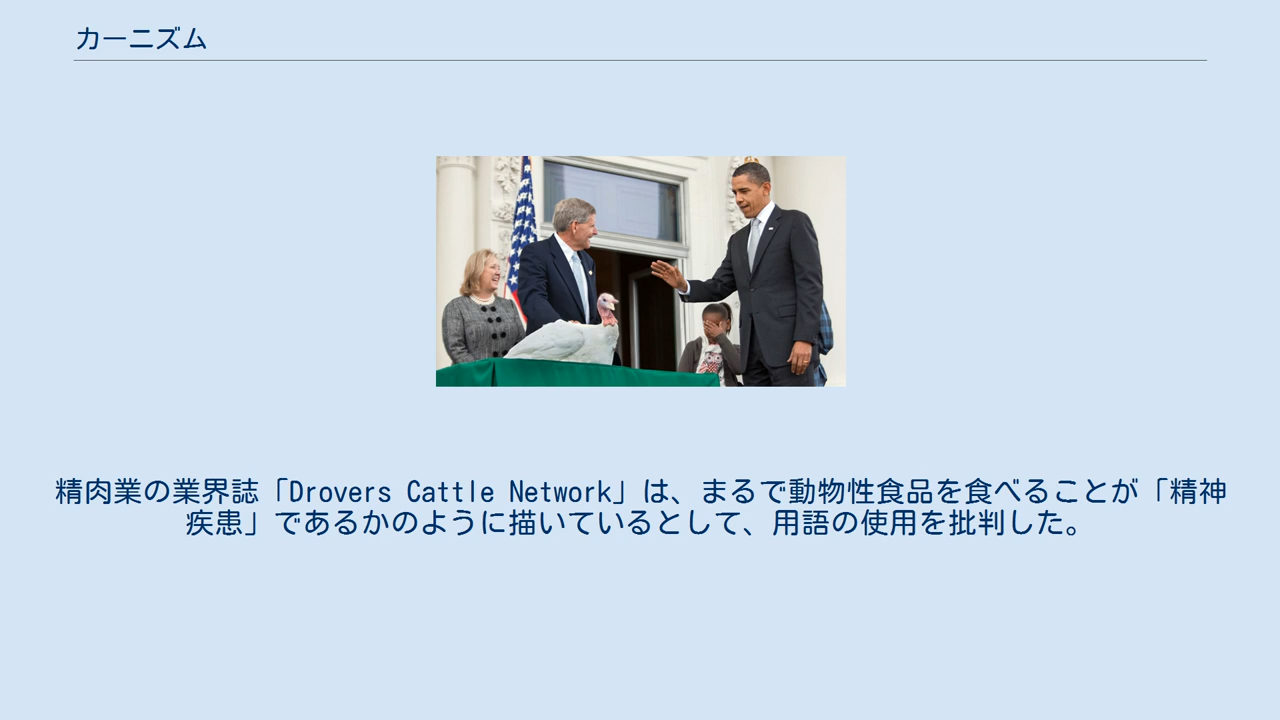 カーニズム
精肉業の業界誌「Drovers Cattle Network」は、まるで動物性食品を食べることが「精神
疾患」であるかのように描いているとして、用語の使用を批判した。